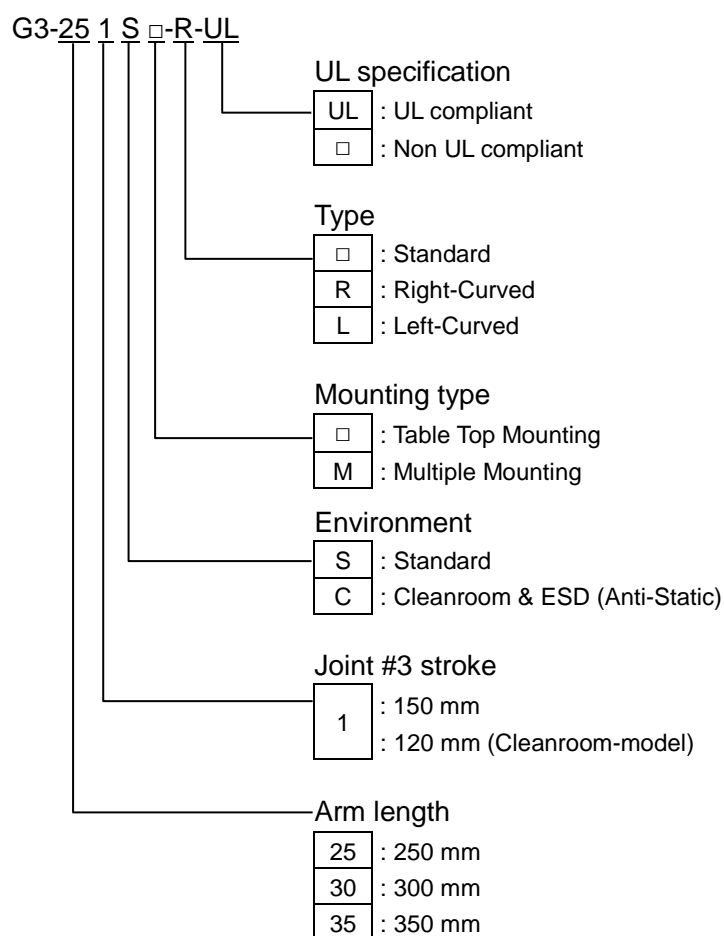 G3-25 1 S □-R-UL
UL specification
UL : UL compliant
□ : Non UL compliant
Type
□ : Standard
R : Right-Curved
L : Left-Curved
Mounting type
□ : Table Top Mounting
M : Multiple Mounting
Environment
S : Standard
C : Cleanroom & ESD (Anti-Static)
Joint #3 stroke
1 : 150 mm
: 120 mm (Cleanroom-model)
Arm length
25 : 250 mm
30 : 300 mm
35 : 350 mm